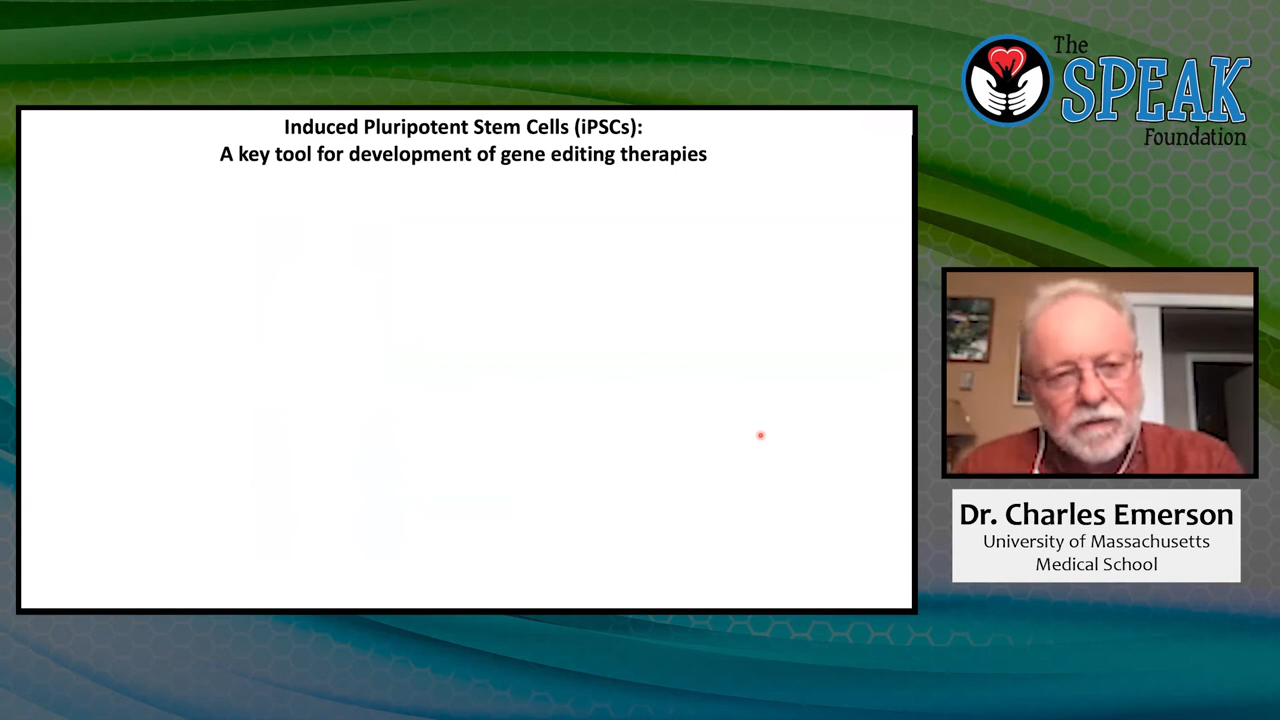 The
SPEAK
Foundation
Induced Pluripotent Stem Cells (iPSCs):
A key tool for development of gene editing therapies
Dr. Charles Emerson
University of Massachusetts
Medical School